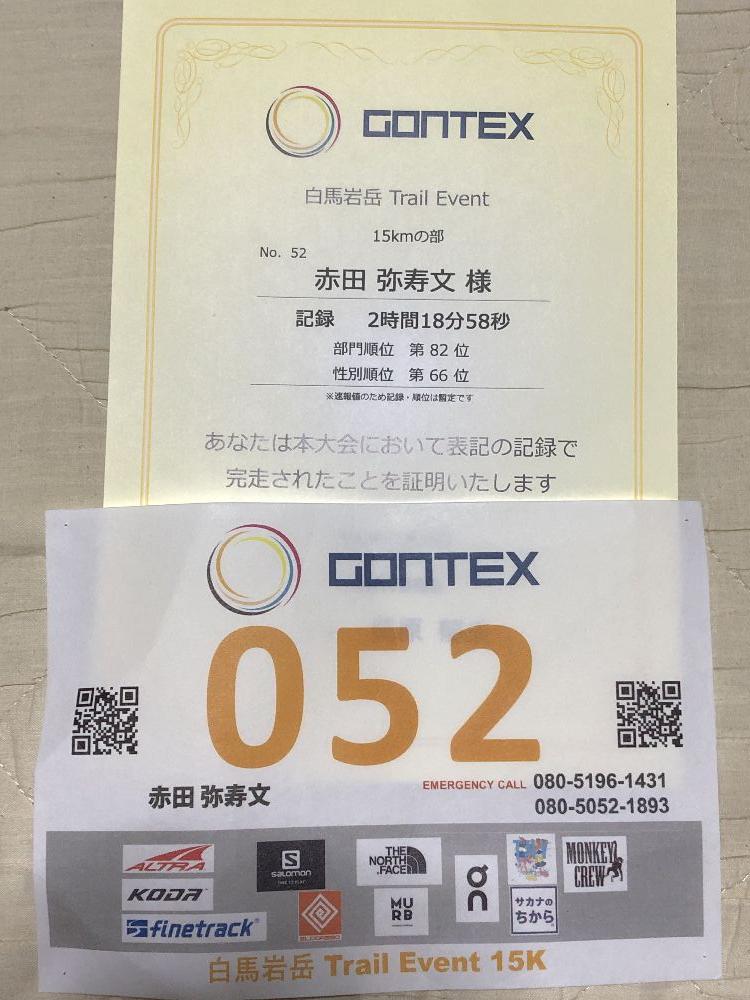 GONTEX
白馬岩岳 Trail Event
15kmの部
No. 52
赤田 弥寿文 様
記録 2時間18分58秒
部門順位 第 82 位
性別順位 第 66 位
※速報値のため記録・順位は暫定です
あなたは本大会において表記の記録で
完走されたことを証明いたします
GONTEX
052
赤田 弥寿文
EMERGENCY CALL 080-5196-1431
080-5052-1893
ALTRA
SALOMON
THE NORTH FACE
On
MONKEY CREW
KODA
finetrack
ELDORESO
MURB
サカナのちから
白馬岩岳 Trail Event 15K